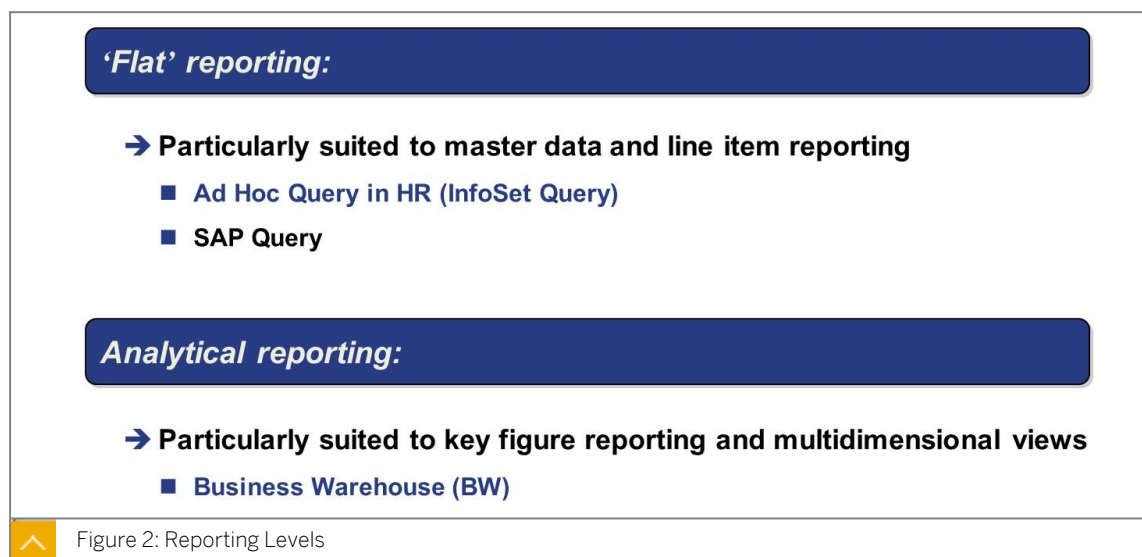 ‘Flat’ reporting:
Particularly suited to master data and line item reporting
Ad Hoc Query in HR (InfoSet Query)
SAP Query
Analytical reporting:
Particularly suited to key figure reporting and multidimensional views
Business Warehouse (BW)
Figure 2: Reporting Levels